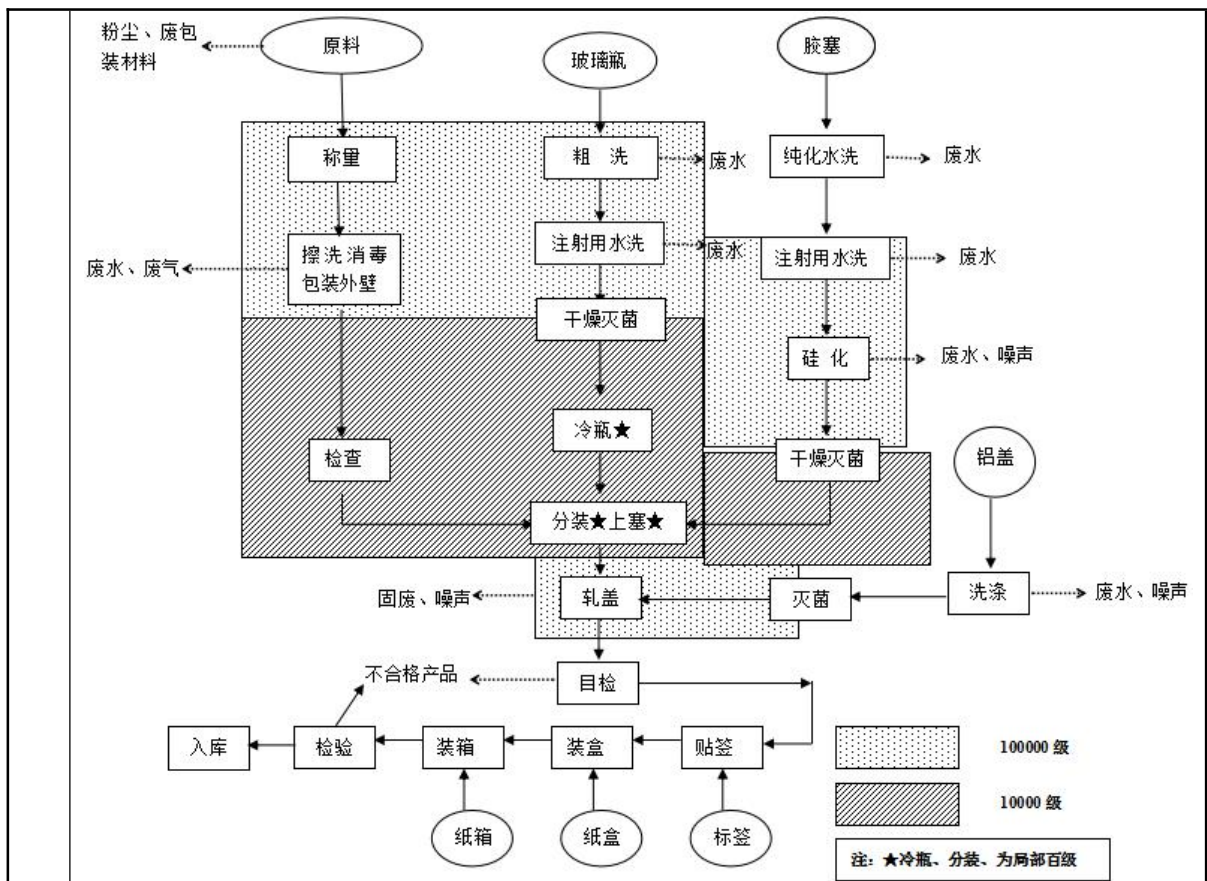 粉尘、废包
装材料
原料
玻璃瓶
胶塞
称量
粗 洗
废水
纯化水洗
废水
擦洗消毒
包装外壁
废水、废气
注射用水洗
废水
注射用水洗
废水
干燥灭菌
硅 化
废水、噪声
冷瓶★
检查
干燥灭菌
铝盖
分装★上塞★
固废、噪声
轧盖
灭菌
洗涤
废水、噪声
不合格产品
目检
入库
检验
装箱
装盒
贴签
100000 级
10000 级
纸箱
纸盒
标签
注：★冷瓶、分装、为局部百级